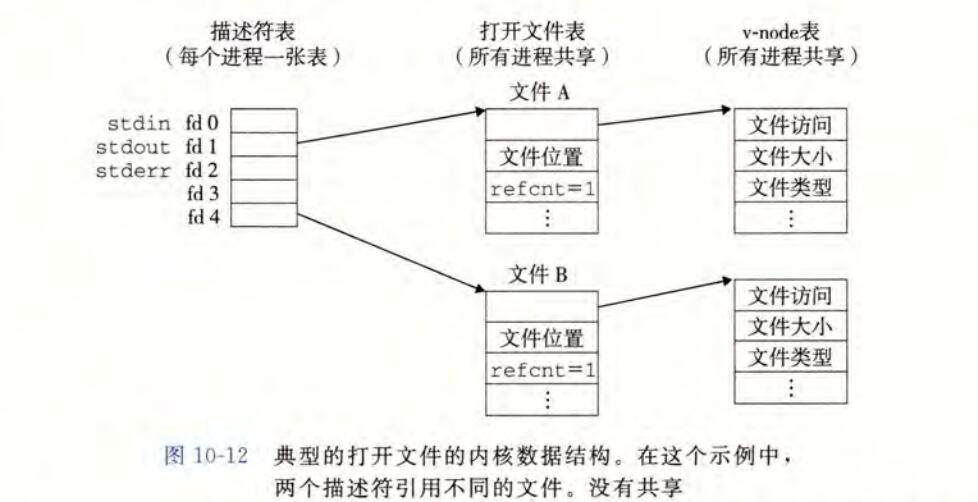 描述符表
(每个进程一张表)
打开文件表
(所有进程共享)
v-node表
(所有进程共享)
stdin fd 0
stdout fd 1
stderr fd 2
fd 3
fd 4
文件 A
文件位置
refcnt=1
⋮
文件访问
文件大小
文件类型
⋮
文件 B
文件位置
refcnt=1
⋮
文件访问
文件大小
文件类型
⋮
图 10-12 典型的打开文件的内核数据结构。在这个示例中,
两个描述符引用不同的文件。没有共享